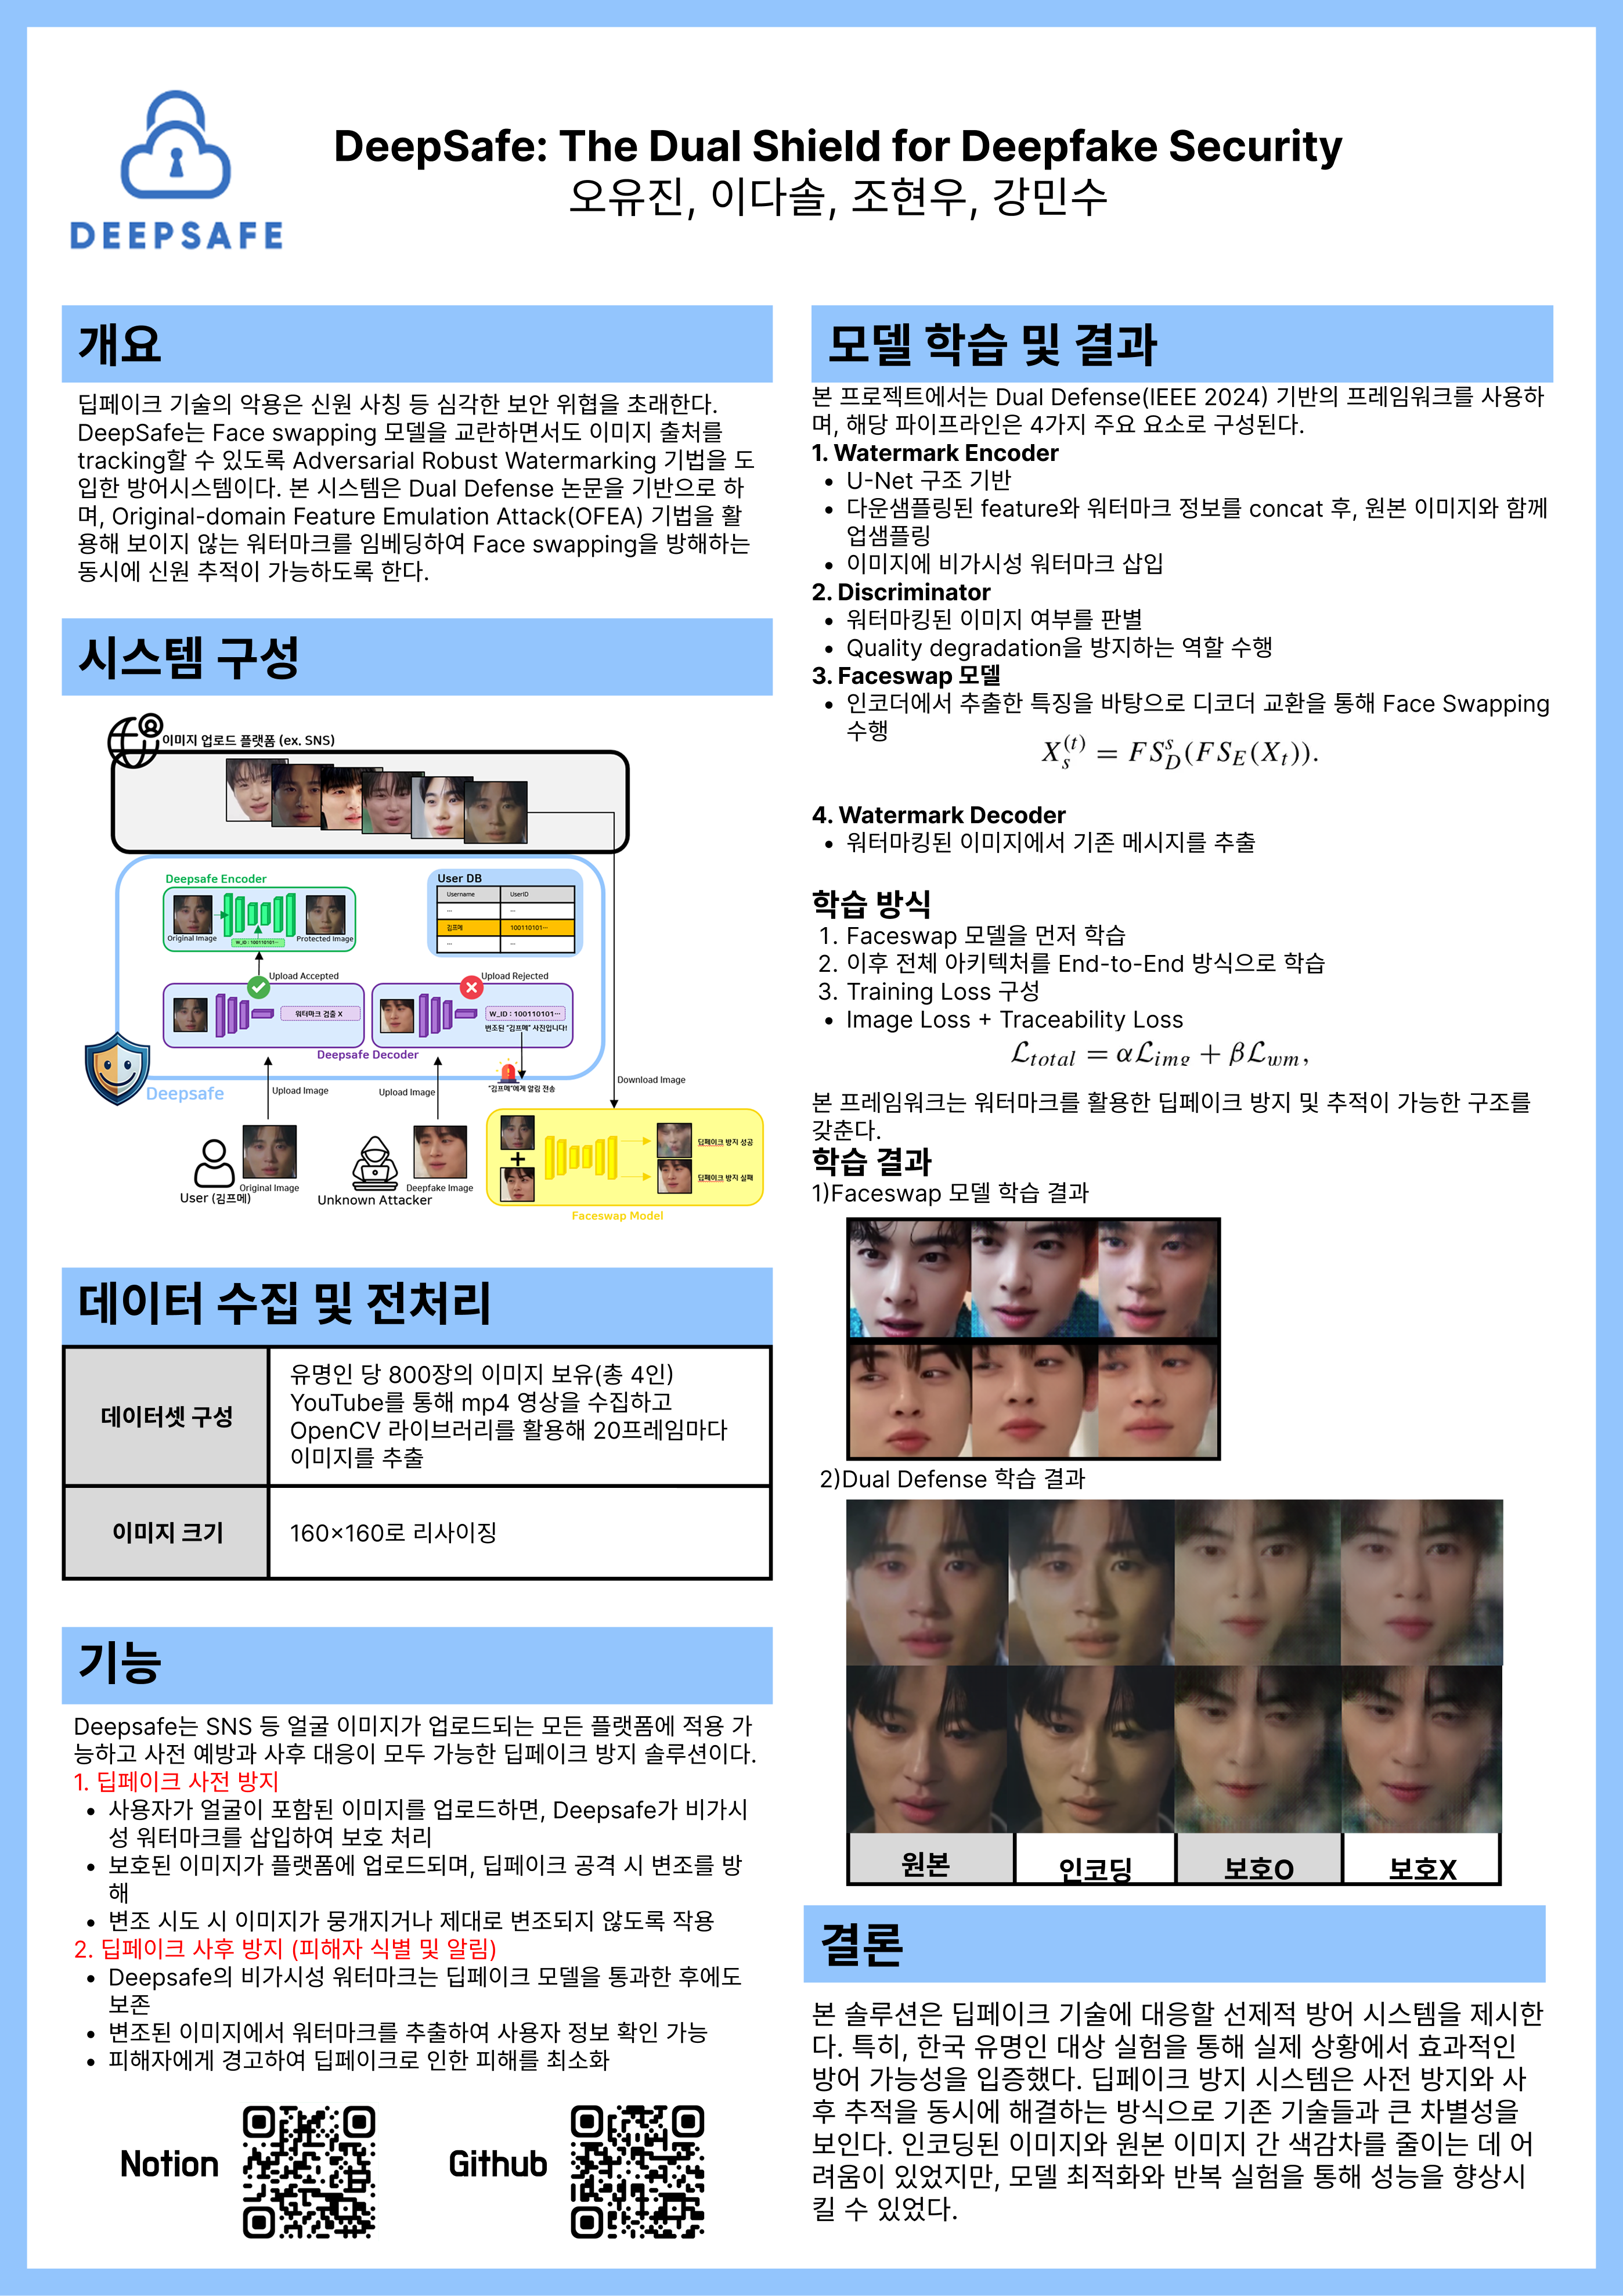 DEEPSAFE
DeepSafe: The Dual Shield for Deepfake Security
오유진, 이다솔, 조현우, 강민수
개요
딥페이크 기술의 악용은 신원 사칭 등 심각한 보안 위협을 초래한다.
DeepSafe는 Face swapping 모델을 교란하면서도 이미지 출처를
tracking할 수 있도록 Adversarial Robust Watermarking 기법을 도
입한 방어시스템이다. 본 시스템은 Dual Defense 논문을 기반으로 하
며, Original-domain Feature Emulation Attack(OFEA) 기법을 활
용해 보이지 않는 워터마크를 임베딩하여 Face swapping을 방해하는
동시에 신원 추적이 가능하도록 한다.
시스템 구성
이미지 업로드 플랫폼 (ex. SNS)
Deepsafe Encoder
Original Image
W_ID : 100110101...
Protected Image
User DB
Username UserID
... ...
김프메 100110101...
... ...
Upload Accepted
Upload Rejected
워터마크 검출 X
W_ID : 100110101...
변조된 "김프메" 사진입니다!
Deepsafe Decoder
"김프메"에게 알림 전송
Deepsafe
Upload Image
Upload Image
Download Image
Original Image
User (김프메)
Deepfake Image
Unknown Attacker
딥페이크 방지 성공
딥페이크 방지 실패
Faceswap Model
데이터 수집 및 전처리
데이터셋 구성
유명인 당 800장의 이미지 보유(총 4인)
YouTube를 통해 mp4 영상을 수집하고
OpenCV 라이브러리를 활용해 20프레임마다
이미지를 추출
이미지 크기
160×160로 리사이징
기능
Deepsafe는 SNS 등 얼굴 이미지가 업로드되는 모든 플랫폼에 적용 가
능하고 사전 예방과 사후 대응이 모두 가능한 딥페이크 방지 솔루션이다.
1. 딥페이크 사전 방지
• 사용자가 얼굴이 포함된 이미지를 업로드하면, Deepsafe가 비가시
성 워터마크를 삽입하여 보호 처리
• 보호된 이미지가 플랫폼에 업로드되며, 딥페이크 공격 시 변조를 방
해
• 변조 시도 시 이미지가 뭉개지거나 제대로 변조되지 않도록 작용
2. 딥페이크 사후 방지 (피해자 식별 및 알림)
• Deepsafe의 비가시성 워터마크는 딥페이크 모델을 통과한 후에도
보존
• 변조된 이미지에서 워터마크를 추출하여 사용자 정보 확인 가능
• 피해자에게 경고하여 딥페이크로 인한 피해를 최소화
Notion
Github
모델 학습 및 결과
본 프로젝트에서는 Dual Defense(IEEE 2024) 기반의 프레임워크를 사용하
며, 해당 파이프라인은 4가지 주요 요소로 구성된다.
1. Watermark Encoder
• U-Net 구조 기반
• 다운샘플링된 feature와 워터마크 정보를 concat 후, 원본 이미지와 함께
업샘플링
• 이미지에 비가시성 워터마크 삽입
2. Discriminator
• 워터마킹된 이미지 여부를 판별
• Quality degradation을 방지하는 역할 수행
3. Faceswap 모델
• 인코더에서 추출한 특징을 바탕으로 디코더 교환을 통해 Face Swapping
수행
X_s^(t) = FS_D^s(FS_E(X_t)).
4. Watermark Decoder
• 워터마킹된 이미지에서 기존 메시지를 추출
학습 방식
1. Faceswap 모델을 먼저 학습
2. 이후 전체 아키텍처를 End-to-End 방식으로 학습
3. Training Loss 구성
• Image Loss + Traceability Loss
ℒ_total = αℒ_img + βℒ_wm,
본 프레임워크는 워터마크를 활용한 딥페이크 방지 및 추적이 가능한 구조를
갖춘다.
학습 결과
1)Faceswap 모델 학습 결과
2)Dual Defense 학습 결과
원본 인코딩 보호O 보호X
결론
본 솔루션은 딥페이크 기술에 대응할 선제적 방어 시스템을 제시한
다. 특히, 한국 유명인 대상 실험을 통해 실제 상황에서 효과적인
방어 가능성을 입증했다. 딥페이크 방지 시스템은 사전 방지와 사
후 추적을 동시에 해결하는 방식으로 기존 기술들과 큰 차별성을
보인다. 인코딩된 이미지와 원본 이미지 간 색감차를 줄이는 데 어
려움이 있었지만, 모델 최적화와 반복 실험을 통해 성능을 향상시
킬 수 있었다.